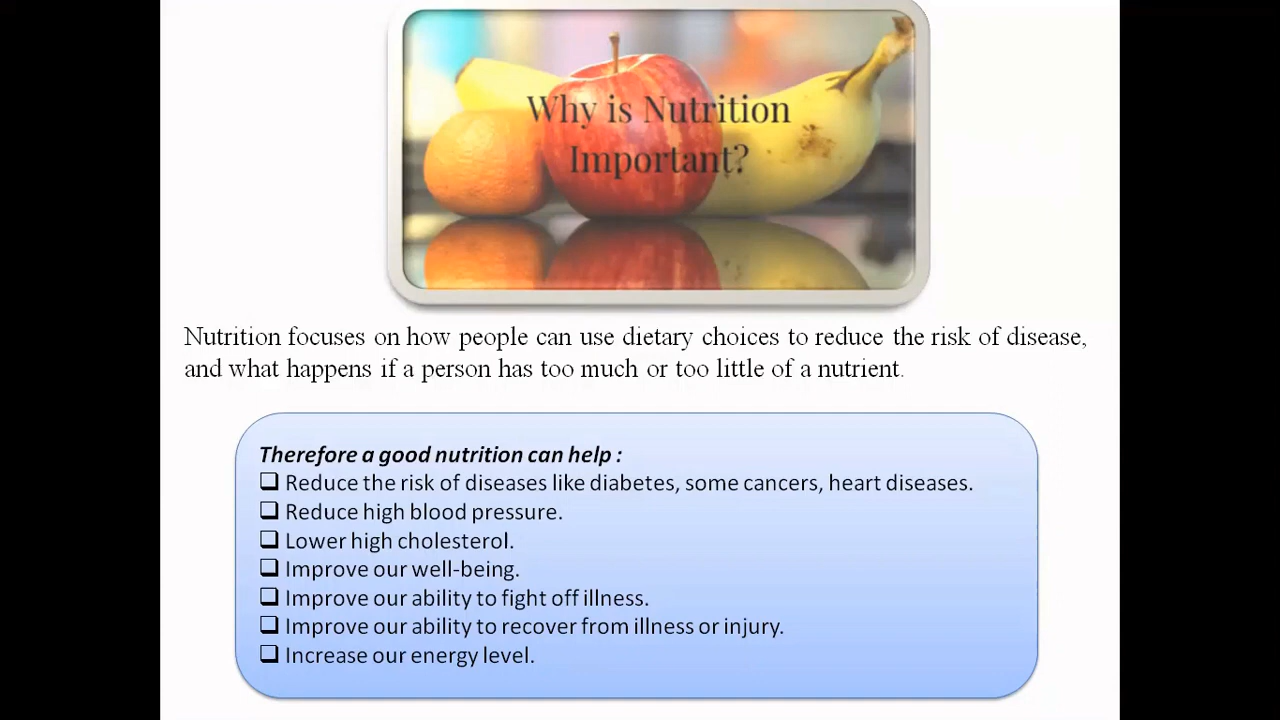 Why is Nutrition
Important?
Nutrition focuses on how people can use dietary choices to reduce the risk of disease,
and what happens if a person has too much or too little of a nutrient.
Therefore a good nutrition can help :
❑ Reduce the risk of diseases like diabetes, some cancers, heart diseases.
❑ Reduce high blood pressure.
❑ Lower high cholesterol.
❑ Improve our well-being.
❑ Improve our ability to fight off illness.
❑ Improve our ability to recover from illness or injury.
❑ Increase our energy level.